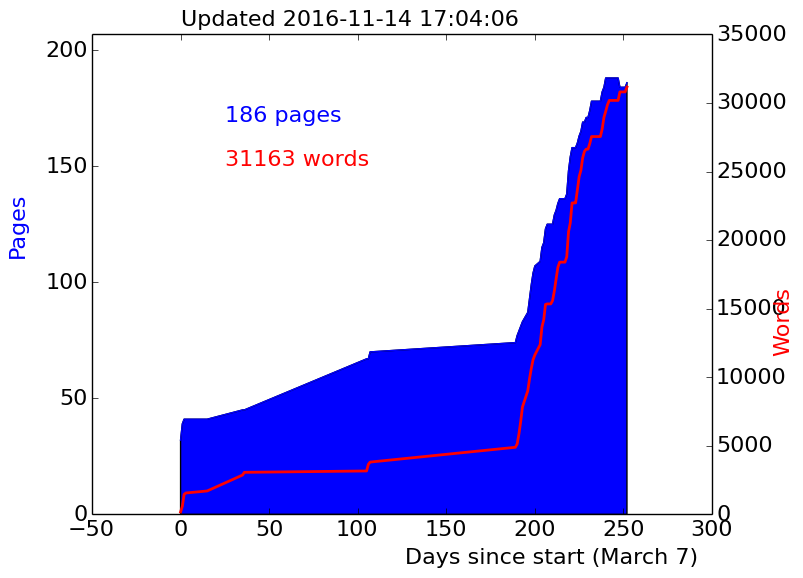 Updated 2016-11-14 17:04:06
200
150
100
50
0
Pages
186 pages
31163 words
35000
30000
25000
20000
15000
10000
5000
0
Words
−50 0 50 100 150 200 250 300
Days since start (March 7)